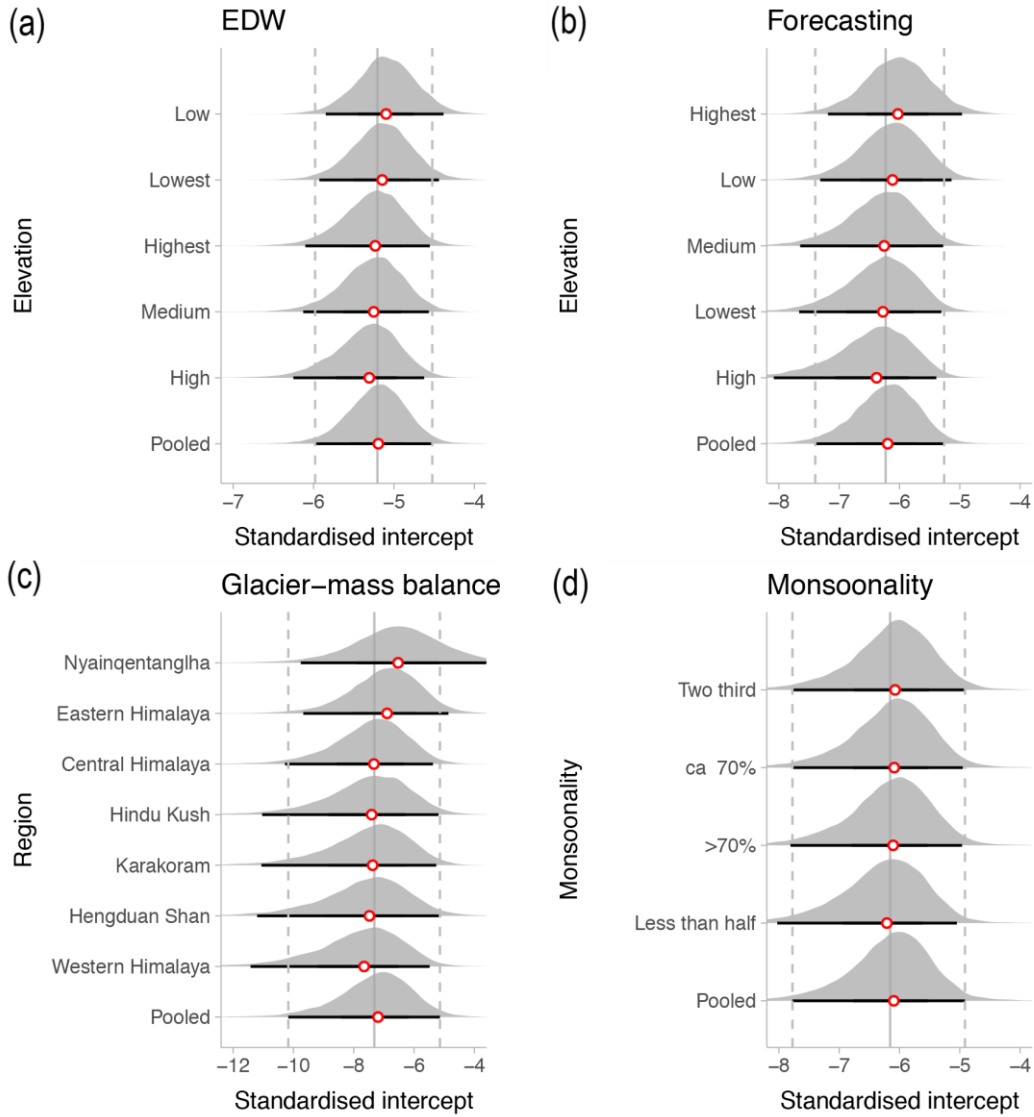 (a) EDW
Low
Lowest
Highest
Medium
High
Pooled
Elevation
−7 −6 −5 −4
Standardised intercept
(b) Forecasting
Highest
Low
Medium
Lowest
High
Pooled
Elevation
−8 −7 −6 −5 −4
Standardised intercept
(c) Glacier−mass balance
Nyainqentanglha
Eastern Himalaya
Central Himalaya
Hindu Kush
Karakoram
Hengduan Shan
Western Himalaya
Pooled
Region
−12 −10 −8 −6 −4
Standardised intercept
(d) Monsoonality
Two third
ca 70%
>70%
Less than half
Pooled
Monsoonality
−8 −7 −6 −5 −4
Standardised intercept